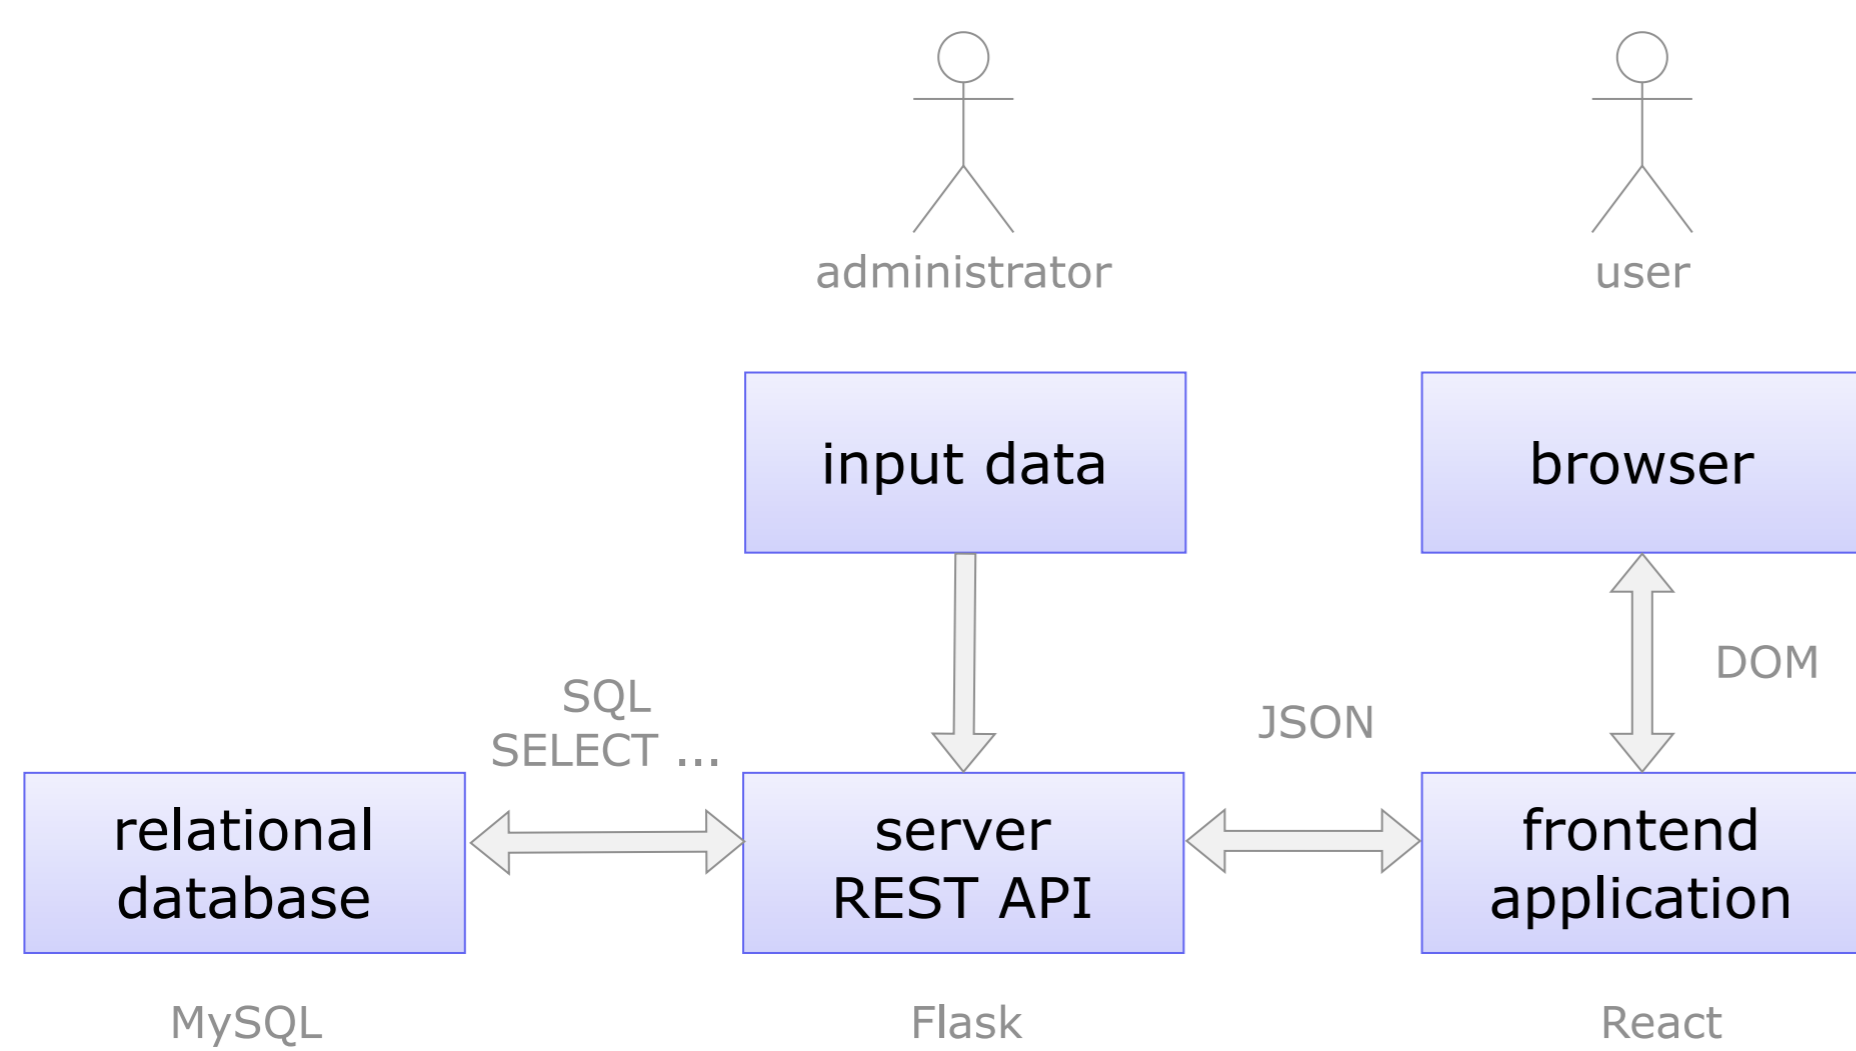 administrator
user
input data
browser
DOM
SQL
SELECT ...
JSON
relational
database
server
REST API
frontend
application
MySQL
Flask
React